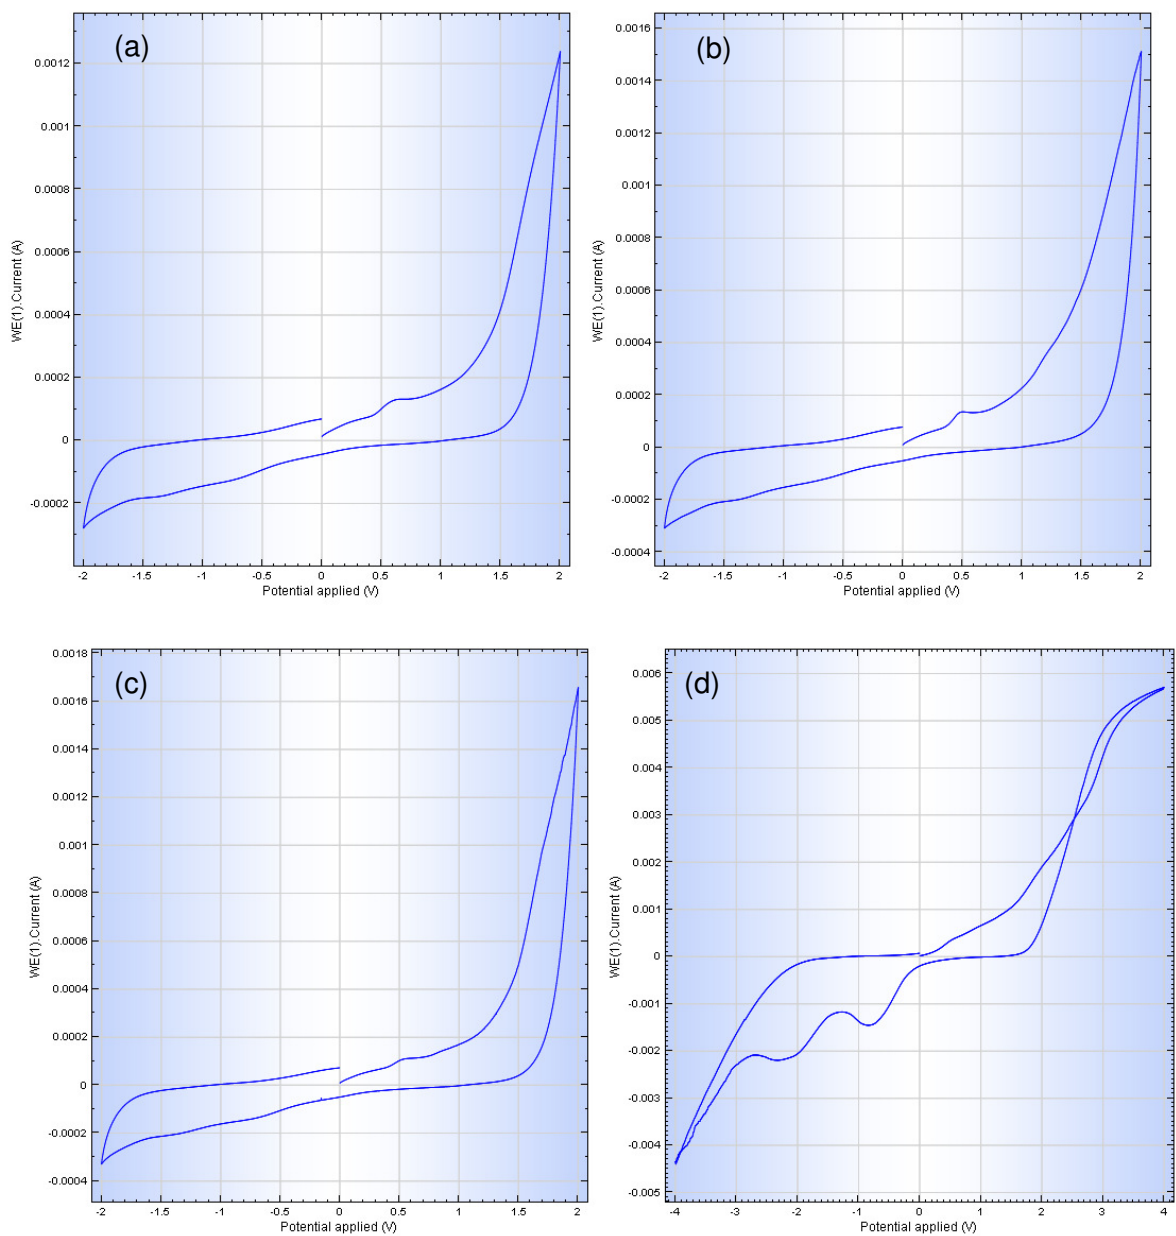 (a)
0.0012
0.001
0.0008
0.0006
0.0004
0.0002
0
-0.0002
WE(1).Current (A)
-2 -1.5 -1 -0.5 0 0.5 1 1.5 2
Potential applied (V)
(b)
0.0016
0.0014
0.0012
0.001
0.0008
0.0006
0.0004
0.0002
0
-0.0002
-0.0004
WE(1).Current (A)
-2 -1.5 -1 -0.5 0 0.5 1 1.5 2
Potential applied (V)
(c)
0.0018
0.0016
0.0014
0.0012
0.001
0.0008
0.0006
0.0004
0.0002
0
-0.0002
-0.0004
WE(1).Current (A)
-2 -1.5 -1 -0.5 0 0.5 1 1.5 2
Potential applied (V)
(d)
0.006
0.005
0.004
0.003
0.002
0.001
0
-0.001
-0.002
-0.003
-0.004
-0.005
WE(1).Current (A)
-4 -3 -2 -1 0 1 2 3 4
Potential applied (V)